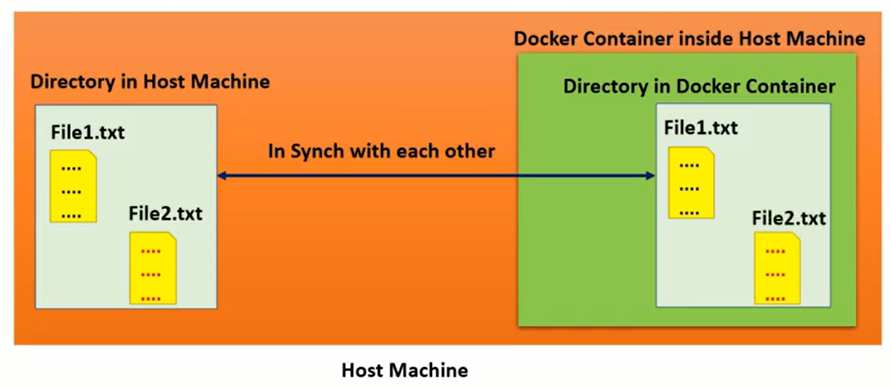 Docker Container inside Host Machine
Directory in Host Machine
Directory in Docker Container
File1.txt
File1.txt
In Synch with each other
File2.txt
File2.txt
Host Machine